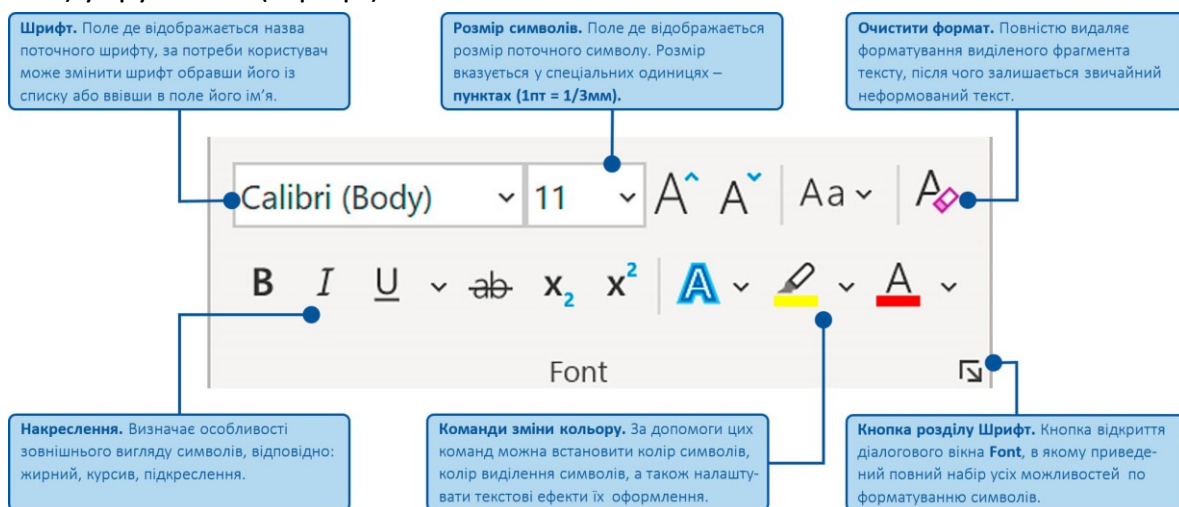 Шрифт. Поле де відображається назва
поточного шрифту, за потреби користувач
може змінити шрифт обравши його із
списку або ввівши в поле його ім’я.
Розмір символів. Поле де відображається
розмір поточного символу. Розмір
вказується у спеціальних одиницях –
пунктах (1пт = 1/3мм).
Очистити формат. Повністю видаляє
форматування виділеного фрагмента
тексту, після чого залишається звичайний
неформований текст.
Calibri (Body) 11 A A Aa A
B I U ab x2 x2 A A
Font
Накреслення. Визначає особливості
зовнішнього вигляду символів, відповідно:
жирний, курсив, підкреслення.
Команди зміни кольору. За допомоги цих
команд можна встановити колір символів,
колір виділення символів, а також налашту-
вати текстові ефекти їх оформлення.
Кнопка розділу Шрифт. Кнопка відкриття
діалогового вікна Font, в якому приведе-
ний повний набір усіх можливостей по
форматуванню символів.